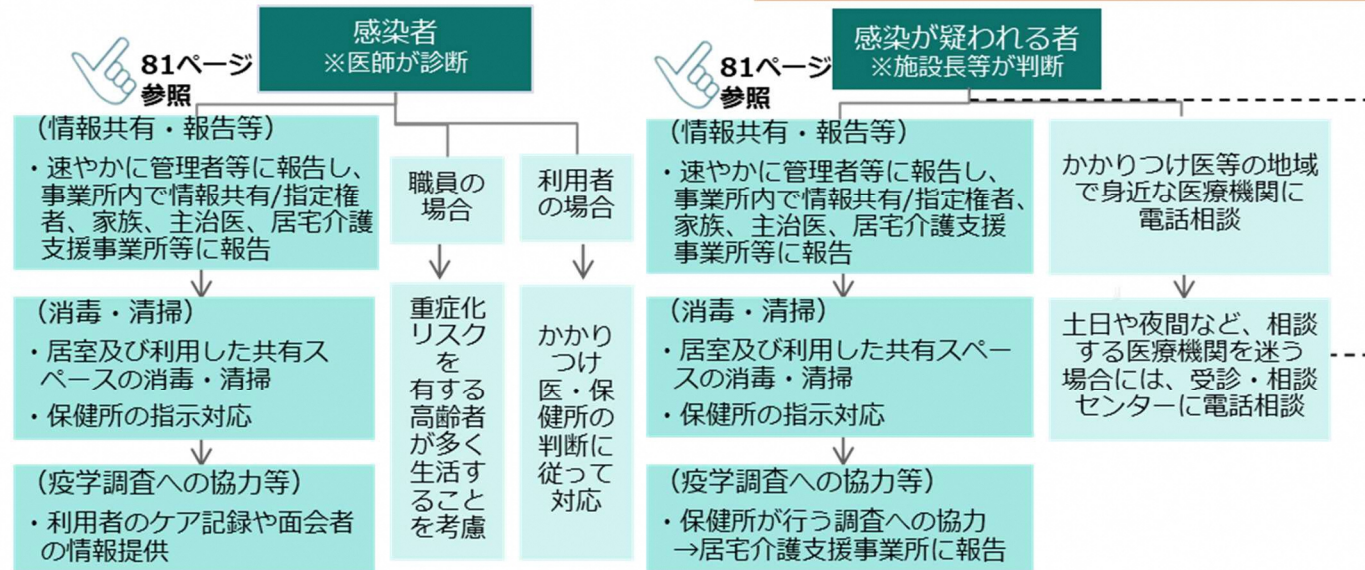 感染者
※医師が診断
81ページ
参照
(情報共有・報告等)
・速やかに管理者等に報告し、
事業所内で情報共有/指定権
者、家族、主治医、居宅介護
支援事業所等に報告
(消毒・清掃)
・居室及び利用した共有ス
ペースの消毒・清掃
・保健所の指示対応
(疫学調査への協力等)
・利用者のケア記録や面会者
の情報提供
職員の
場合
重症化
リスク
を
有する
高齢者
が多く
生活す
ること
を考慮
利用者
の場合
かかり
つけ
医・保
健所の
判断に
従って
対応
感染が疑われる者
※施設長等が判断
81ページ
参照
(情報共有・報告等)
・速やかに管理者等に報告し、
事業所内で情報共有/指定権者、
家族、主治医、居宅介護支援
事業所等に報告
(消毒・清掃)
・居室及び利用した共有スペー
スの消毒・清掃
・保健所の指示対応
(疫学調査への協力等)
・保健所が行う調査への協力
→居宅介護支援事業所に報告
かかりつけ医等の地域
で身近な医療機関に
電話相談
土日や夜間など、相談
する医療機関を迷う
場合には、受診・相談
センターに電話相談